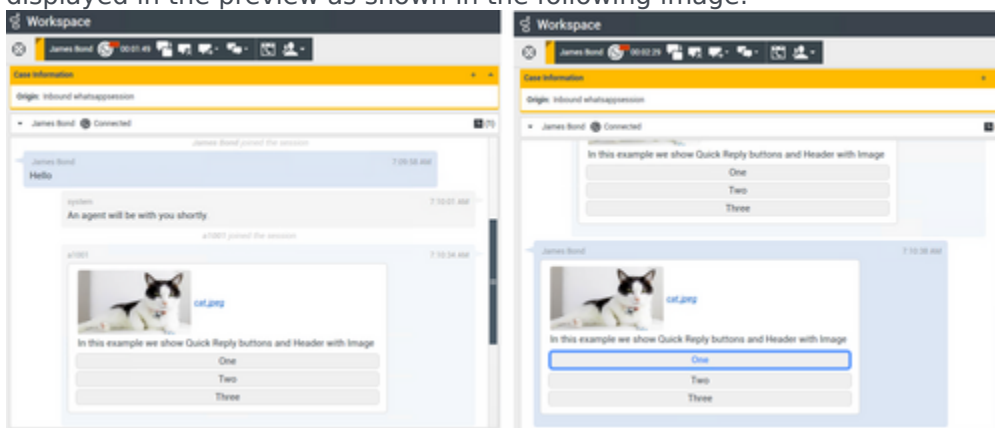 displayed in the preview as shown in the following image.
Workspace
James Bond 00:01:49
Case Information
Origin: Inbound whatsappsession
James Bond Connected (1)
James Bond joined the session
James Bond 7:09:58 AM
Hello
system 7:10:01 AM
An agent will be with you shortly.
a1001 joined the session
a1001 7:10:34 AM
cat.jpeg
In this example we show Quick Reply buttons and Header with Image
One
Two
Three
Workspace
James Bond 00:02:29
Case Information
Origin: Inbound whatsappsession
James Bond Connected
In this example we show Quick Reply buttons and Header with Image
One
Two
Three
James Bond 7:10:38 AM
cat.jpeg
In this example we show Quick Reply buttons and Header with Image
One
Two
Three